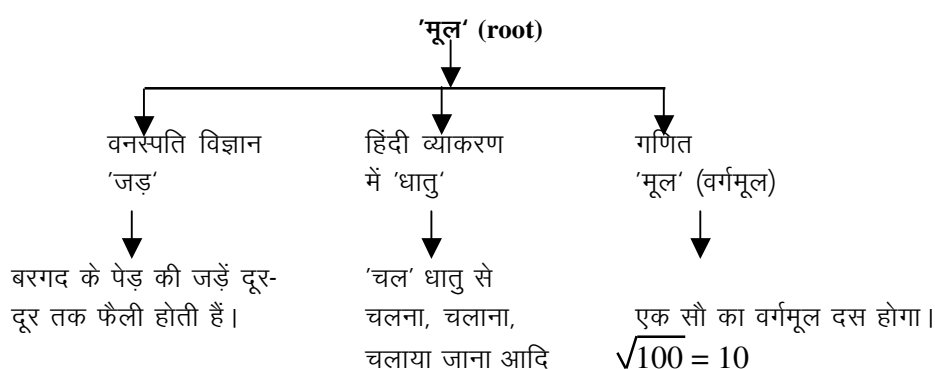 'मूल' (root)
वनस्पति विज्ञान
'जड़'
बरगद के पेड़ की जड़ें दूर-
दूर तक फैली होती हैं।
हिंदी व्याकरण
में 'धातु'
'चल' धातु से
चलना, चलाना,
चलाया जाना आदि
गणित
'मूल' (वर्गमूल)
एक सौ का वर्गमूल दस होगा।
√100 = 10